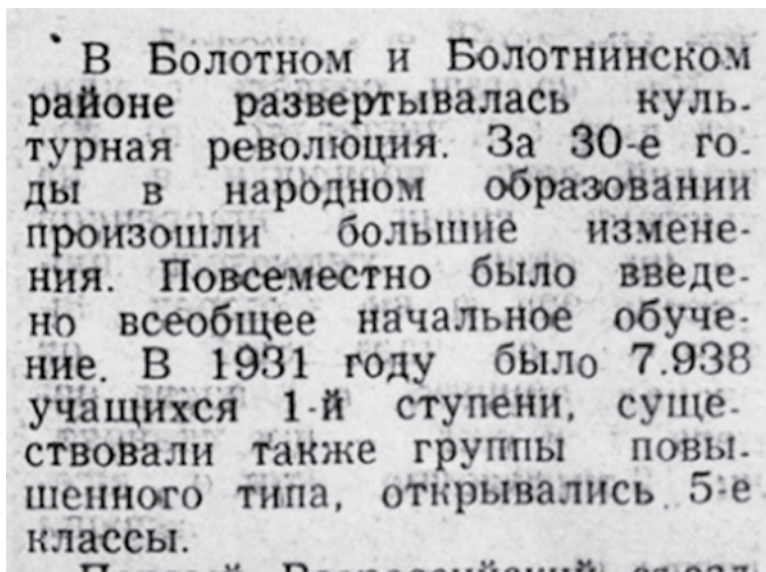 В Болотном и Болотнинском
районе развертывалась куль-
турная революция. За 30-е го-
ды в народном образовании
произошли большие измене-
ния. Повсеместно было введе-
но всеобщее начальное обуче-
ние. В 1931 году было 7.938
учащихся 1-й ступени, суще-
ствовали также группы повы-
шенного типа, открывались 5-е
классы.